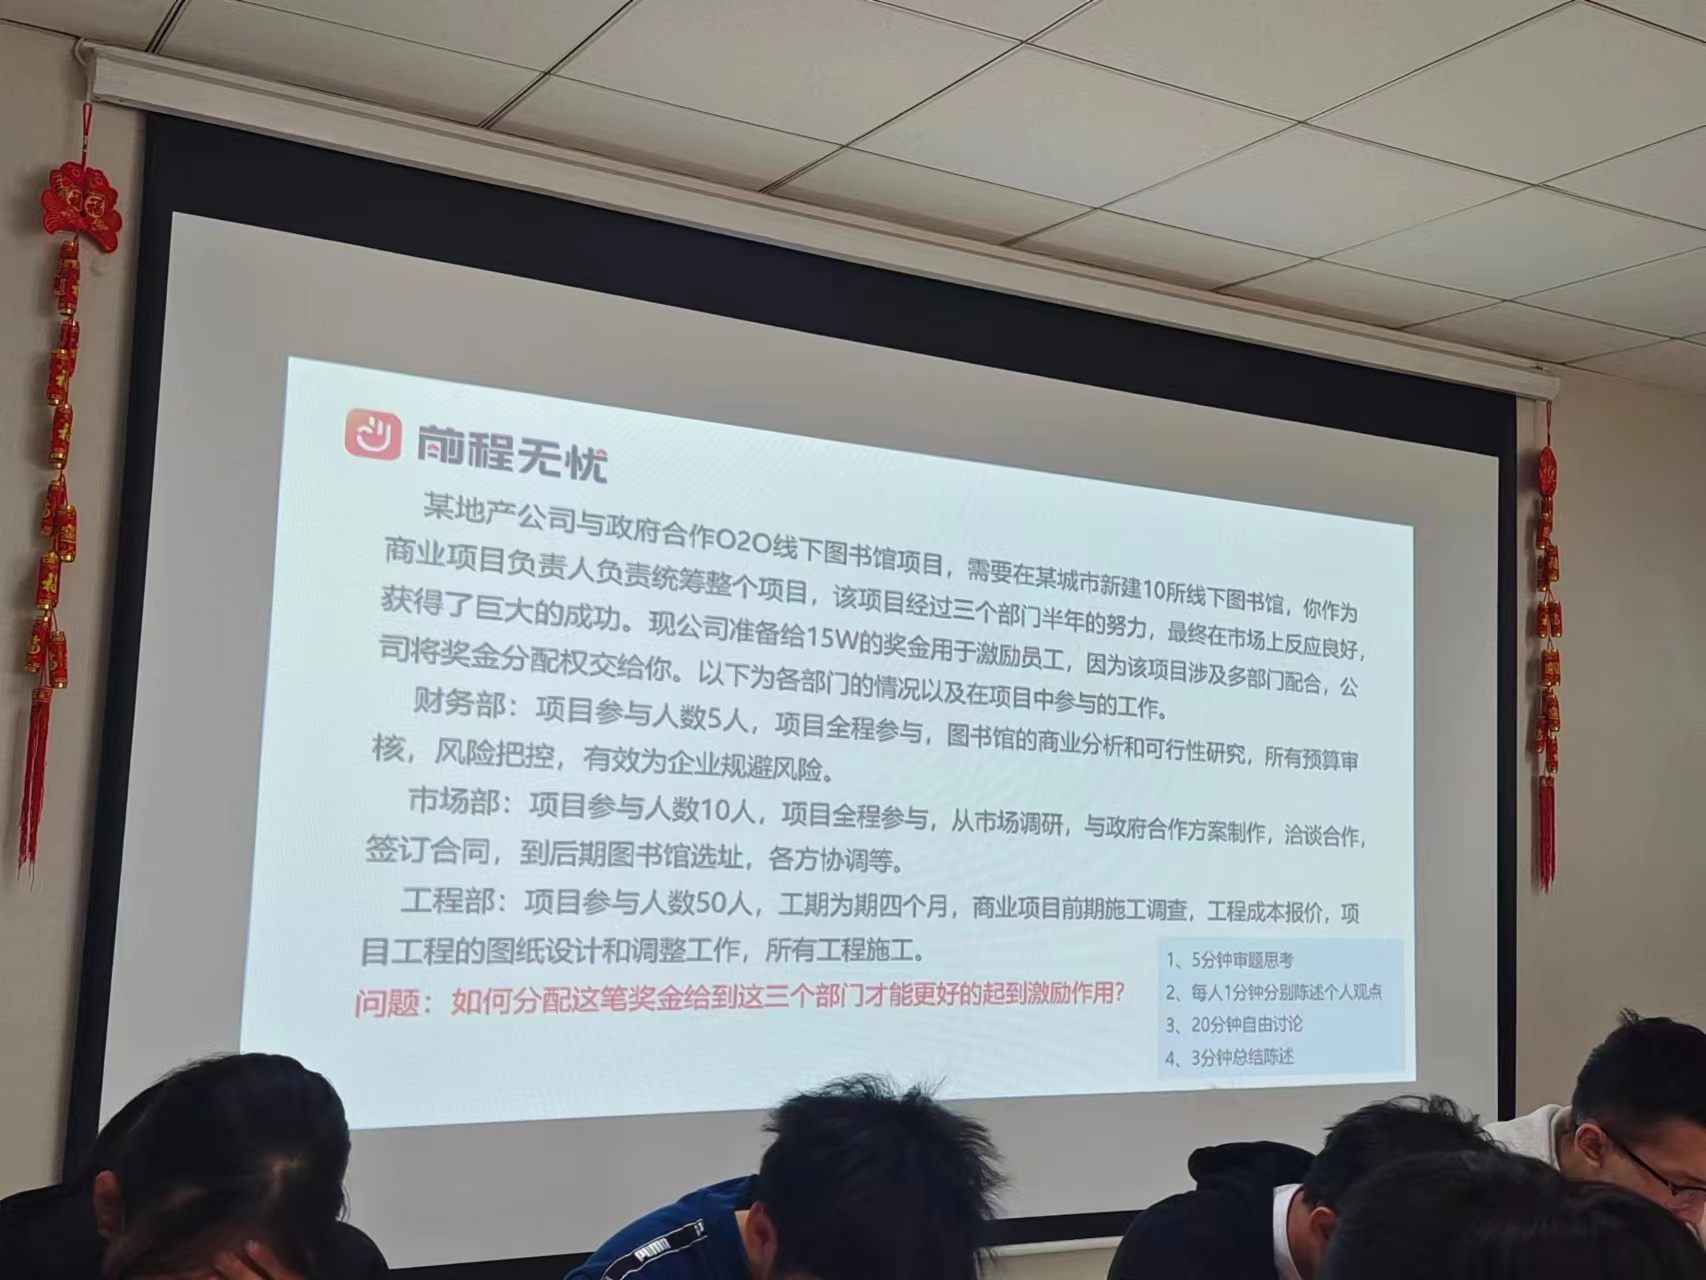 前程无忧
某地产公司与政府合作O2O线下图书馆项目，需要在某城市新建10所线下图书馆，你作为
商业项目负责人负责统筹整个项目，该项目经过三个部门半年的努力，最终在市场上反应良好，
获得了巨大的成功。现公司准备给15W的奖金用于激励员工，因为该项目涉及多部门配合，公
司将奖金分配权交给你。以下为各部门的情况以及在项目中参与的工作。
财务部：项目参与人数5人，项目全程参与，图书馆的商业分析和可行性研究，所有预算审
核，风险把控，有效为企业规避风险。
市场部：项目参与人数10人，项目全程参与，从市场调研，与政府合作方案制作，洽谈合作，
签订合同，到后期图书馆选址，各方协调等。
工程部：项目参与人数50人，工期为期四个月，商业项目前期施工调查，工程成本报价，项
目工程的图纸设计和调整工作，所有工程施工。
问题：如何分配这笔奖金给到这三个部门才能更好的起到激励作用？
1、5分钟审题思考
2、每人1分钟分别陈述个人观点
3、20分钟自由讨论
4、3分钟总结陈述
PUMA